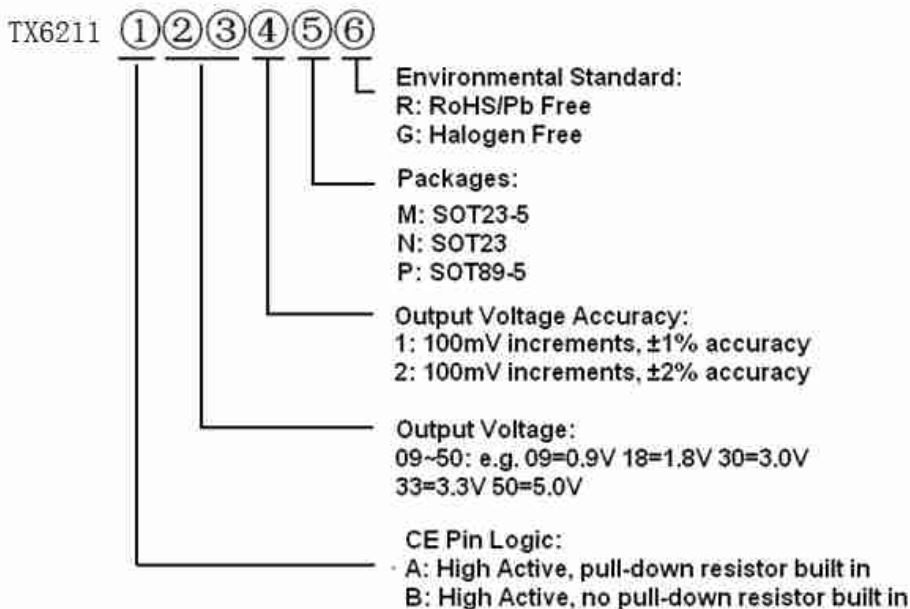 TX6211 ①②③④⑤⑥
Environmental Standard:
R: RoHS/Pb Free
G: Halogen Free
Packages:
M: SOT23-5
N: SOT23
P: SOT89-5
Output Voltage Accuracy:
1: 100mV increments, ±1% accuracy
2: 100mV increments, ±2% accuracy
Output Voltage:
09~50: e.g. 09=0.9V 18=1.8V 30=3.0V
33=3.3V 50=5.0V
CE Pin Logic:
A: High Active, pull-down resistor built in
B: High Active, no pull-down resistor built in